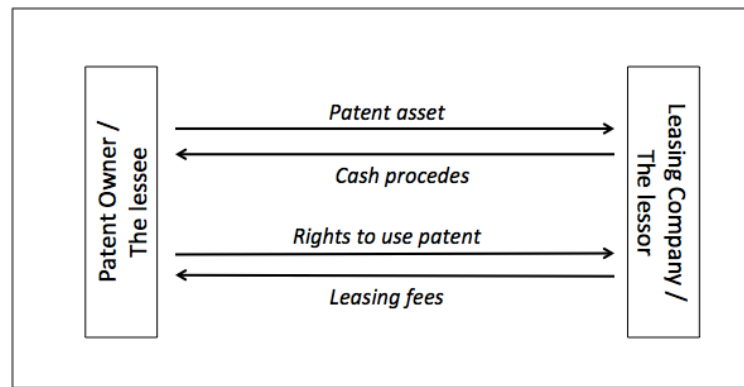 Patent Owner /
The lessee
Patent asset
Cash procedes
Rights to use patent
Leasing fees
Leasing Company /
The lessor